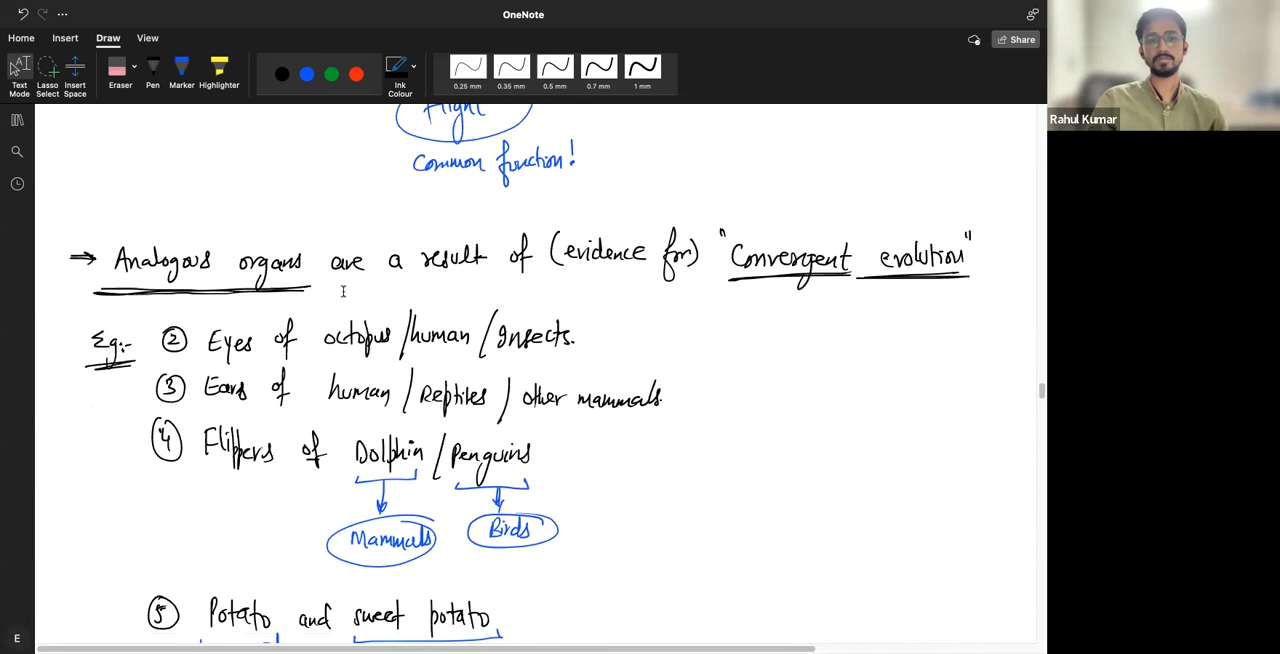 OneNote
Home Insert Draw View
Share
Text Mode
Lasso Select
Insert Space
Eraser
Pen
Marker
Highlighter
Ink Colour
0.25 mm 0.35 mm 0.5 mm 0.7 mm 1 mm
Rahul Kumar
Flight
Common function!
⇒ Analogous organs are a result of (evidence for) "Convergent evolution"
Eg:- ② Eyes of octopus/human/Insects.
③ Ears of human/Reptiles/other mammals.
④ Flippers of Dolphin/Penguins
Mammals Birds
⑤ Potato and sweet potato
E